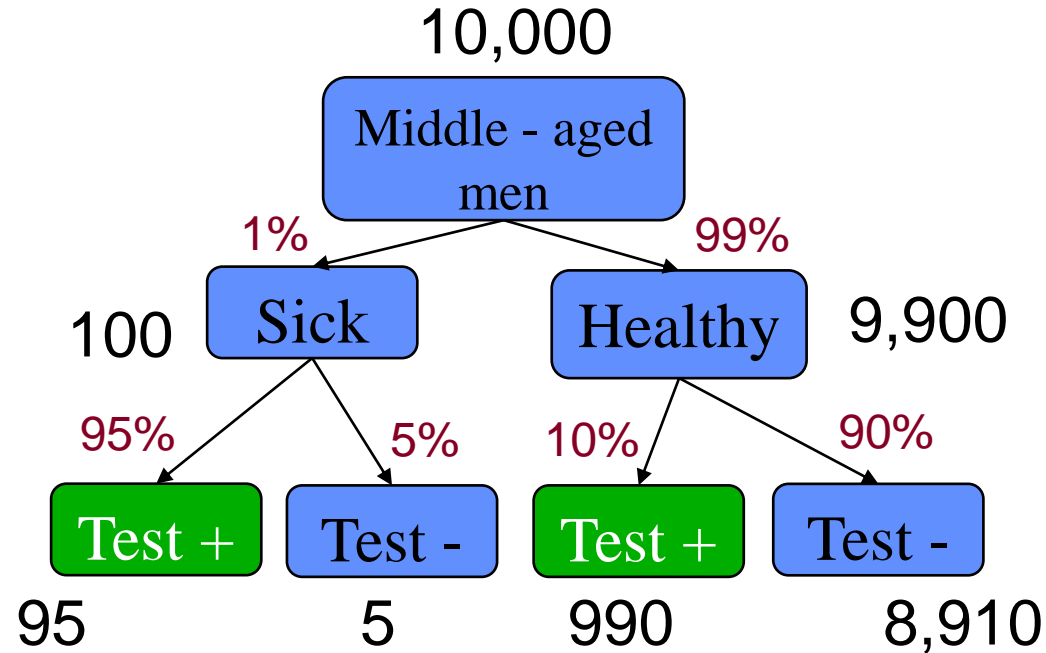 10,000
Middle - aged
men
1%
99%
100
Sick
Healthy
9,900
95%
5%
10%
90%
Test +
Test -
Test +
Test -
95
5
990
8,910